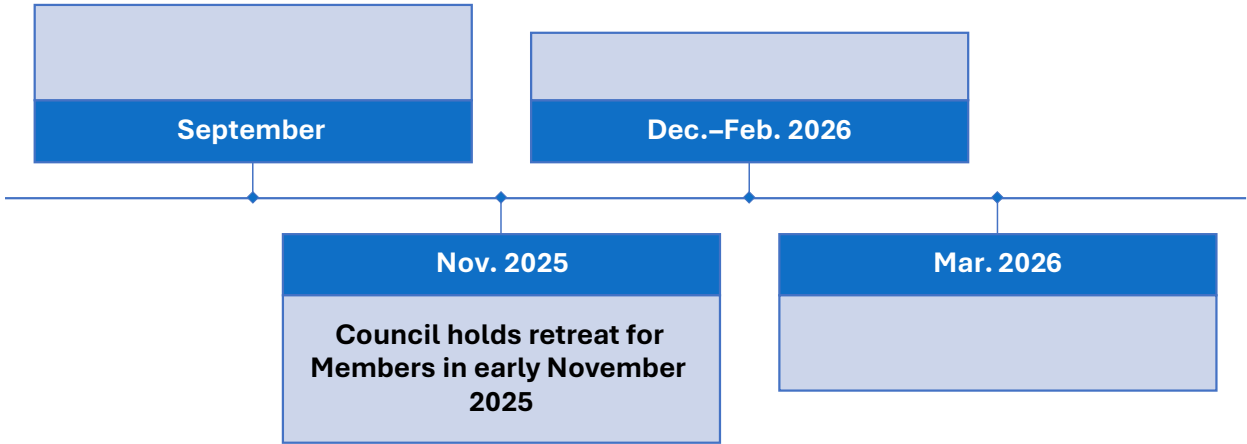 September
Dec.–Feb. 2026
Nov. 2025
Council holds retreat for
Members in early November
2025
Mar. 2026